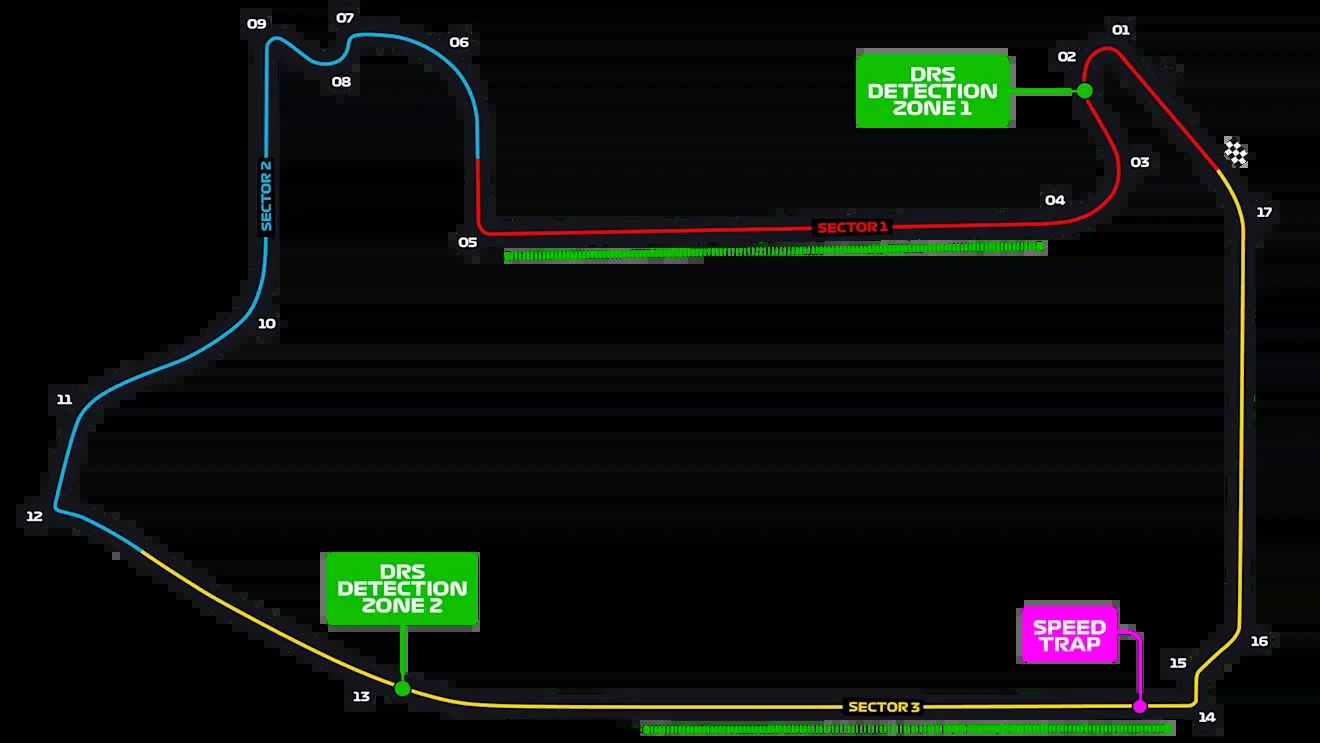 09
07
06
08
01
02
DRS
DETECTION
ZONE 1
03
04
17
SECTOR 2
SECTOR 1
05
10
11
12
DRS
DETECTION
ZONE 2
SPEED
TRAP
16
15
13
SECTOR 3
14